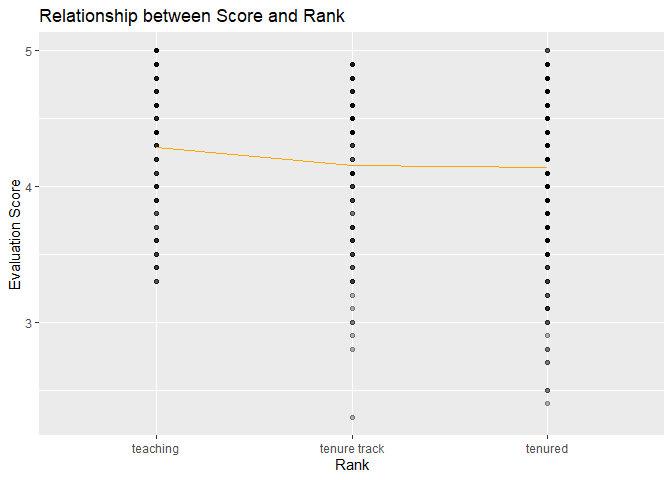 Relationship between Score and Rank
Evaluation Score
5
4
3
teaching
tenure track
tenured
Rank